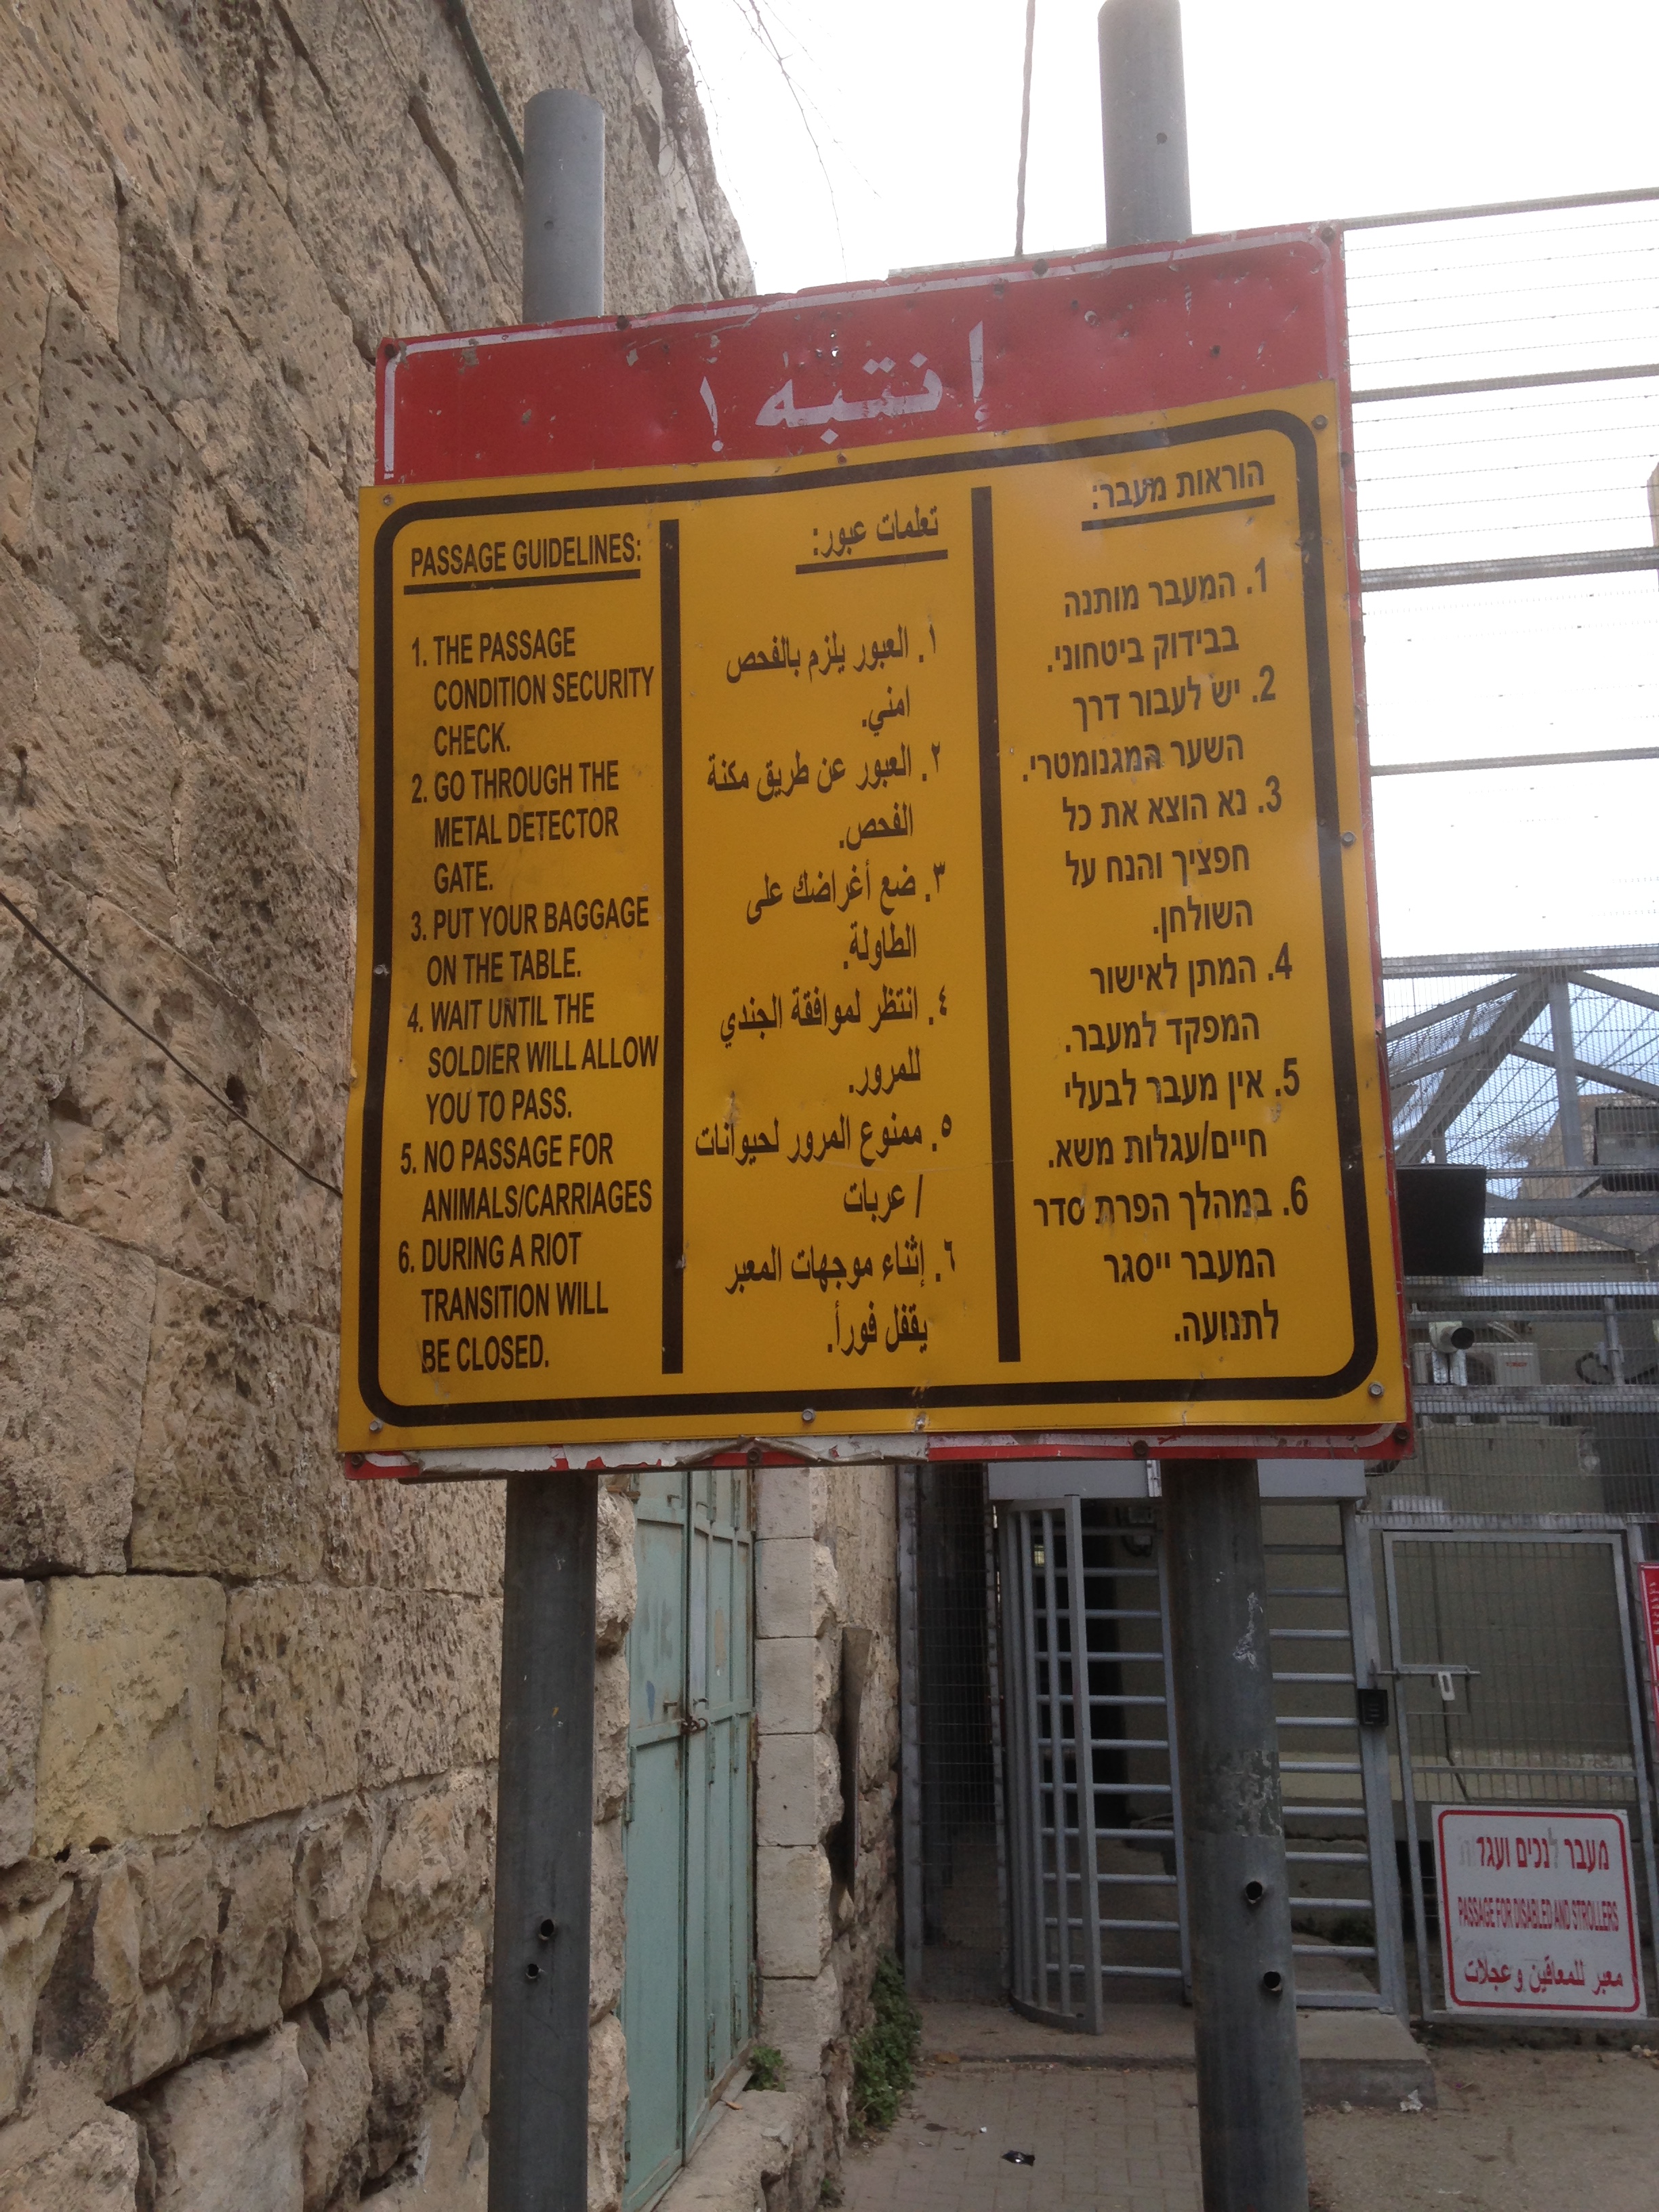 إنتبه !
PASSAGE GUIDELINES:
1. THE PASSAGE
CONDITION SECURITY
CHECK.
2. GO THROUGH THE
METAL DETECTOR
GATE.
3. PUT YOUR BAGGAGE
ON THE TABLE.
4. WAIT UNTIL THE
SOLDIER WILL ALLOW
YOU TO PASS.
5. NO PASSAGE FOR
ANIMALS/CARRIAGES
6. DURING A RIOT
TRANSITION WILL
BE CLOSED.
تعلمات عبور:
١. العبور يلزم بالفحص
امني.
٢. العبور عن طريق مكنة
الفحص.
٣. ضع أغراضك على
الطاولة.
٤. انتظر لموافقة الجندي
للمرور.
٥. ممنوع المرور لحيوانات
/ عربات
٦. إثناء موجهات المعبر
يقفل فورأ.
הוראות מעבר:
1. המעבר מותנה
בבידוק ביטחוני.
2. יש לעבור דרך
השער המגנומטרי.
3. נא הוצא את כל
חפציך והנח על
השולחן.
4. המתן לאישור
המפקד למעבר.
5. אין מעבר לבעלי
חיים/עגלות משא.
6. במהלך הפרת סדר
המעבר ייסגר
לתנועה.
מעבר לנכים
PASSAGE FOR DISABLED AND STROLLERS
معبر للمعاقين و عجلات